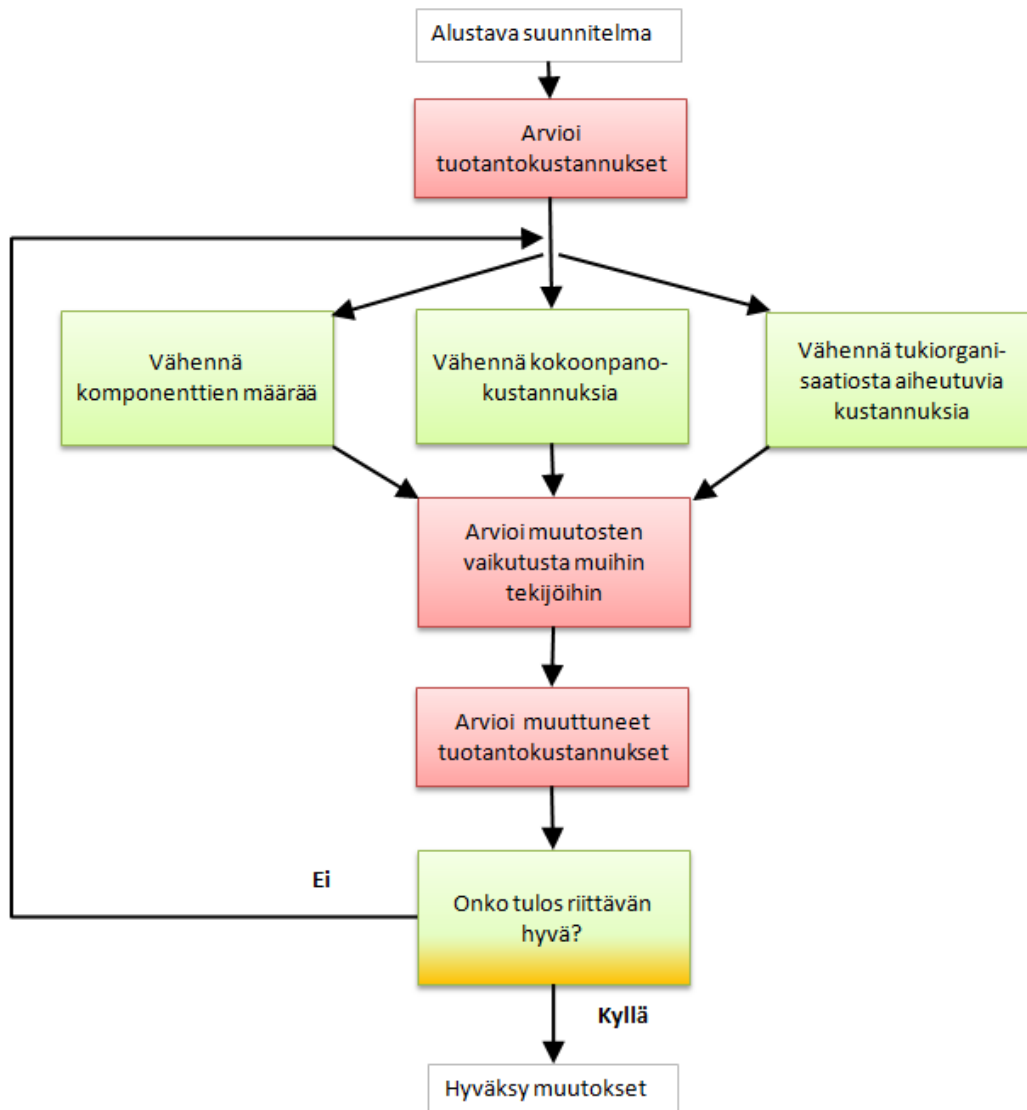 Alustava suunnitelma
Arvioi
tuotantokustannukset
Vähennä
komponenttien määrää
Vähennä kokoonpano-
kustannuksia
Vähennä tukiorgani-
saatiosta aiheutuvia
kustannuksia
Arvioi muutosten
vaikutusta muihin
tekijöihin
Arvioi muuttuneet
tuotantokustannukset
Ei
Onko tulos riittävän
hyvä?
Kyllä
Hyväksy muutokset